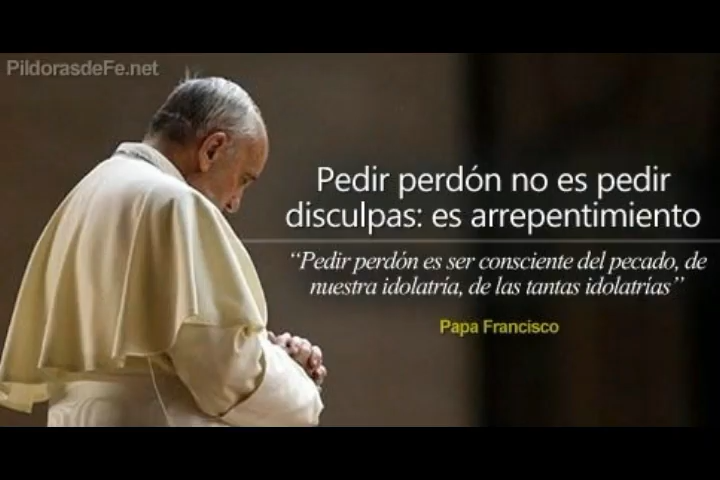 PildorasdeFe.net
Pedir perdón no es pedir
disculpas: es arrepentimiento
“Pedir perdón es ser consciente del pecado, de
nuestra idolatría, de las tantas idolatrías”
Papa Francisco